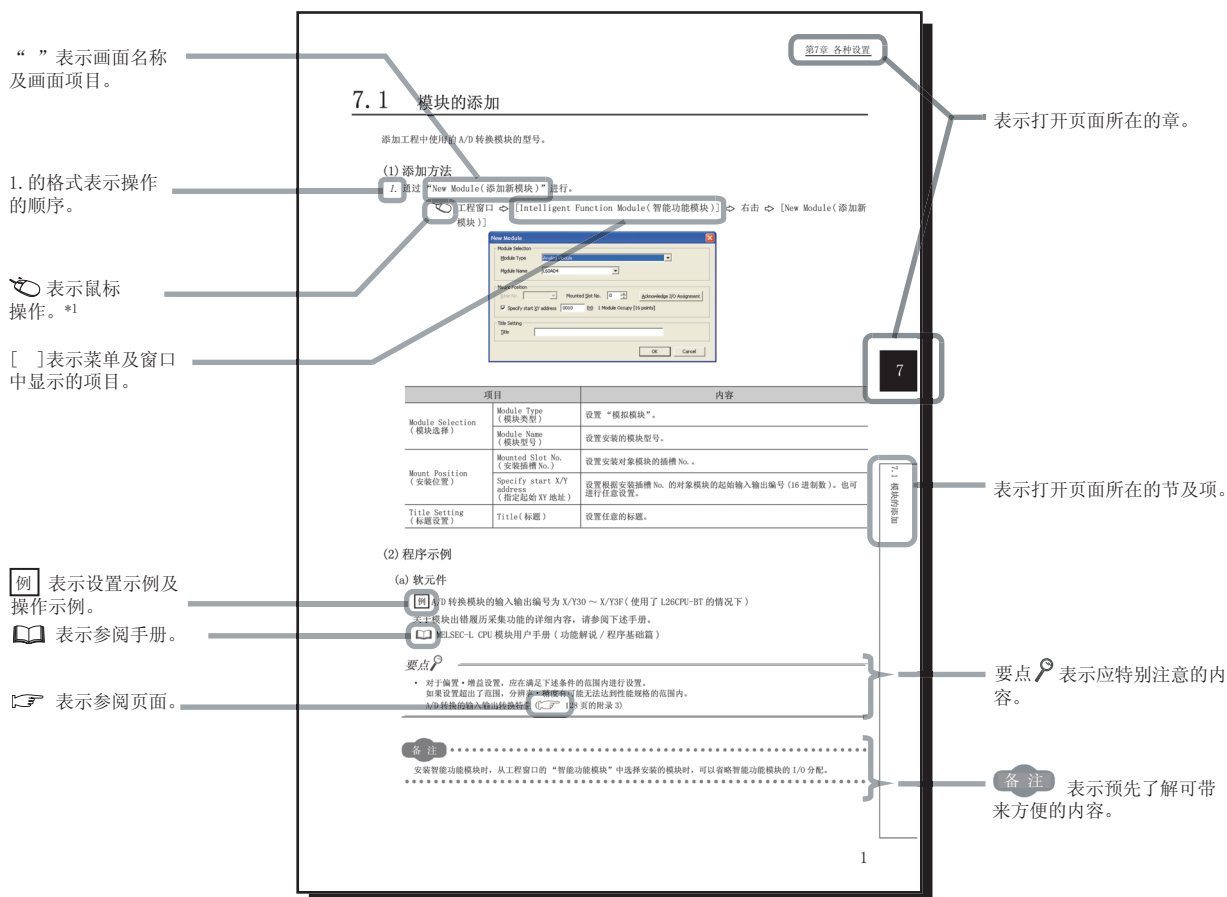 “ ”表示画面名称
及画面项目。
1.的格式表示操作
的顺序。
表示鼠标
操作。*1
[ ]表示菜单及窗口
中显示的项目。
例 表示设置示例及
操作示例。
表示参阅手册。
表示参阅页面。
第7章 各种设置
7.1 模块的添加
添加工程中使用的 A/D 转换模块的型号。
(1) 添加方法
1. 通过 “New Module(添加新模块)”进行。
工程窗口 ⇨ [Intelligent Function Module(智能功能模块)] ⇨ 右击 ⇨ [New Module(添加新
模块)]
New Module
Module Selection
Module Type Analog Module
Module Name L60AD4
Mount Position
Mounted Slot No. 0 Acknowledge I/O Assignment
Specify start XY address 0010 (H) 1 Module Occupy [16 points]
Title Setting
Title
OK Cancel
项目 内容
Module Selection
(模块选择)
Module Type
(模块类型)
设置 “模拟模块”。
Module Name
(模块型号)
设置安装的模块型号。
Mount Position
(安装位置)
Mounted Slot No.
(安装插槽 No.)
设置安装对象模块的插槽 No.。
Specify start X/Y
address
(指定起始 XY 地址)
设置根据安装插槽 No. 的对象模块的起始输入输出编号 (16 进制数)。也可
进行任意设置。
Title Setting
(标题设置)
Title(标题)
设置任意的标题。
(2) 程序示例
(a) 软元件
例 A/D 转换模块的输入输出编号为 X/Y30 ～ X/Y3F(使用了 L26CPU-BT 的情况下)
关于模块出错履历采集功能的详细内容，请参阅下述手册。
MELSEC-L CPU 模块用户手册 (功能解说 / 程序基础篇)
要点
• 对于偏置·增益设置，应在满足下述条件的范围内进行设置。
如果设置超出了范围，分辨率·精度有可能无法达到性能规格的范围内。
A/D 转换的输入输出转换特性 ( 128 页的附录 3)
备注
安装智能功能模块时，从工程窗口的 “智能功能模块”中选择安装的模块时，可以省略智能功能模块的 I/O 分配。
7
7.1 模块的添加
1
表示打开页面所在的章。
表示打开页面所在的节及项。
要点 表示应特别注意的内
容。
备注 表示预先了解可带
来方便的内容。